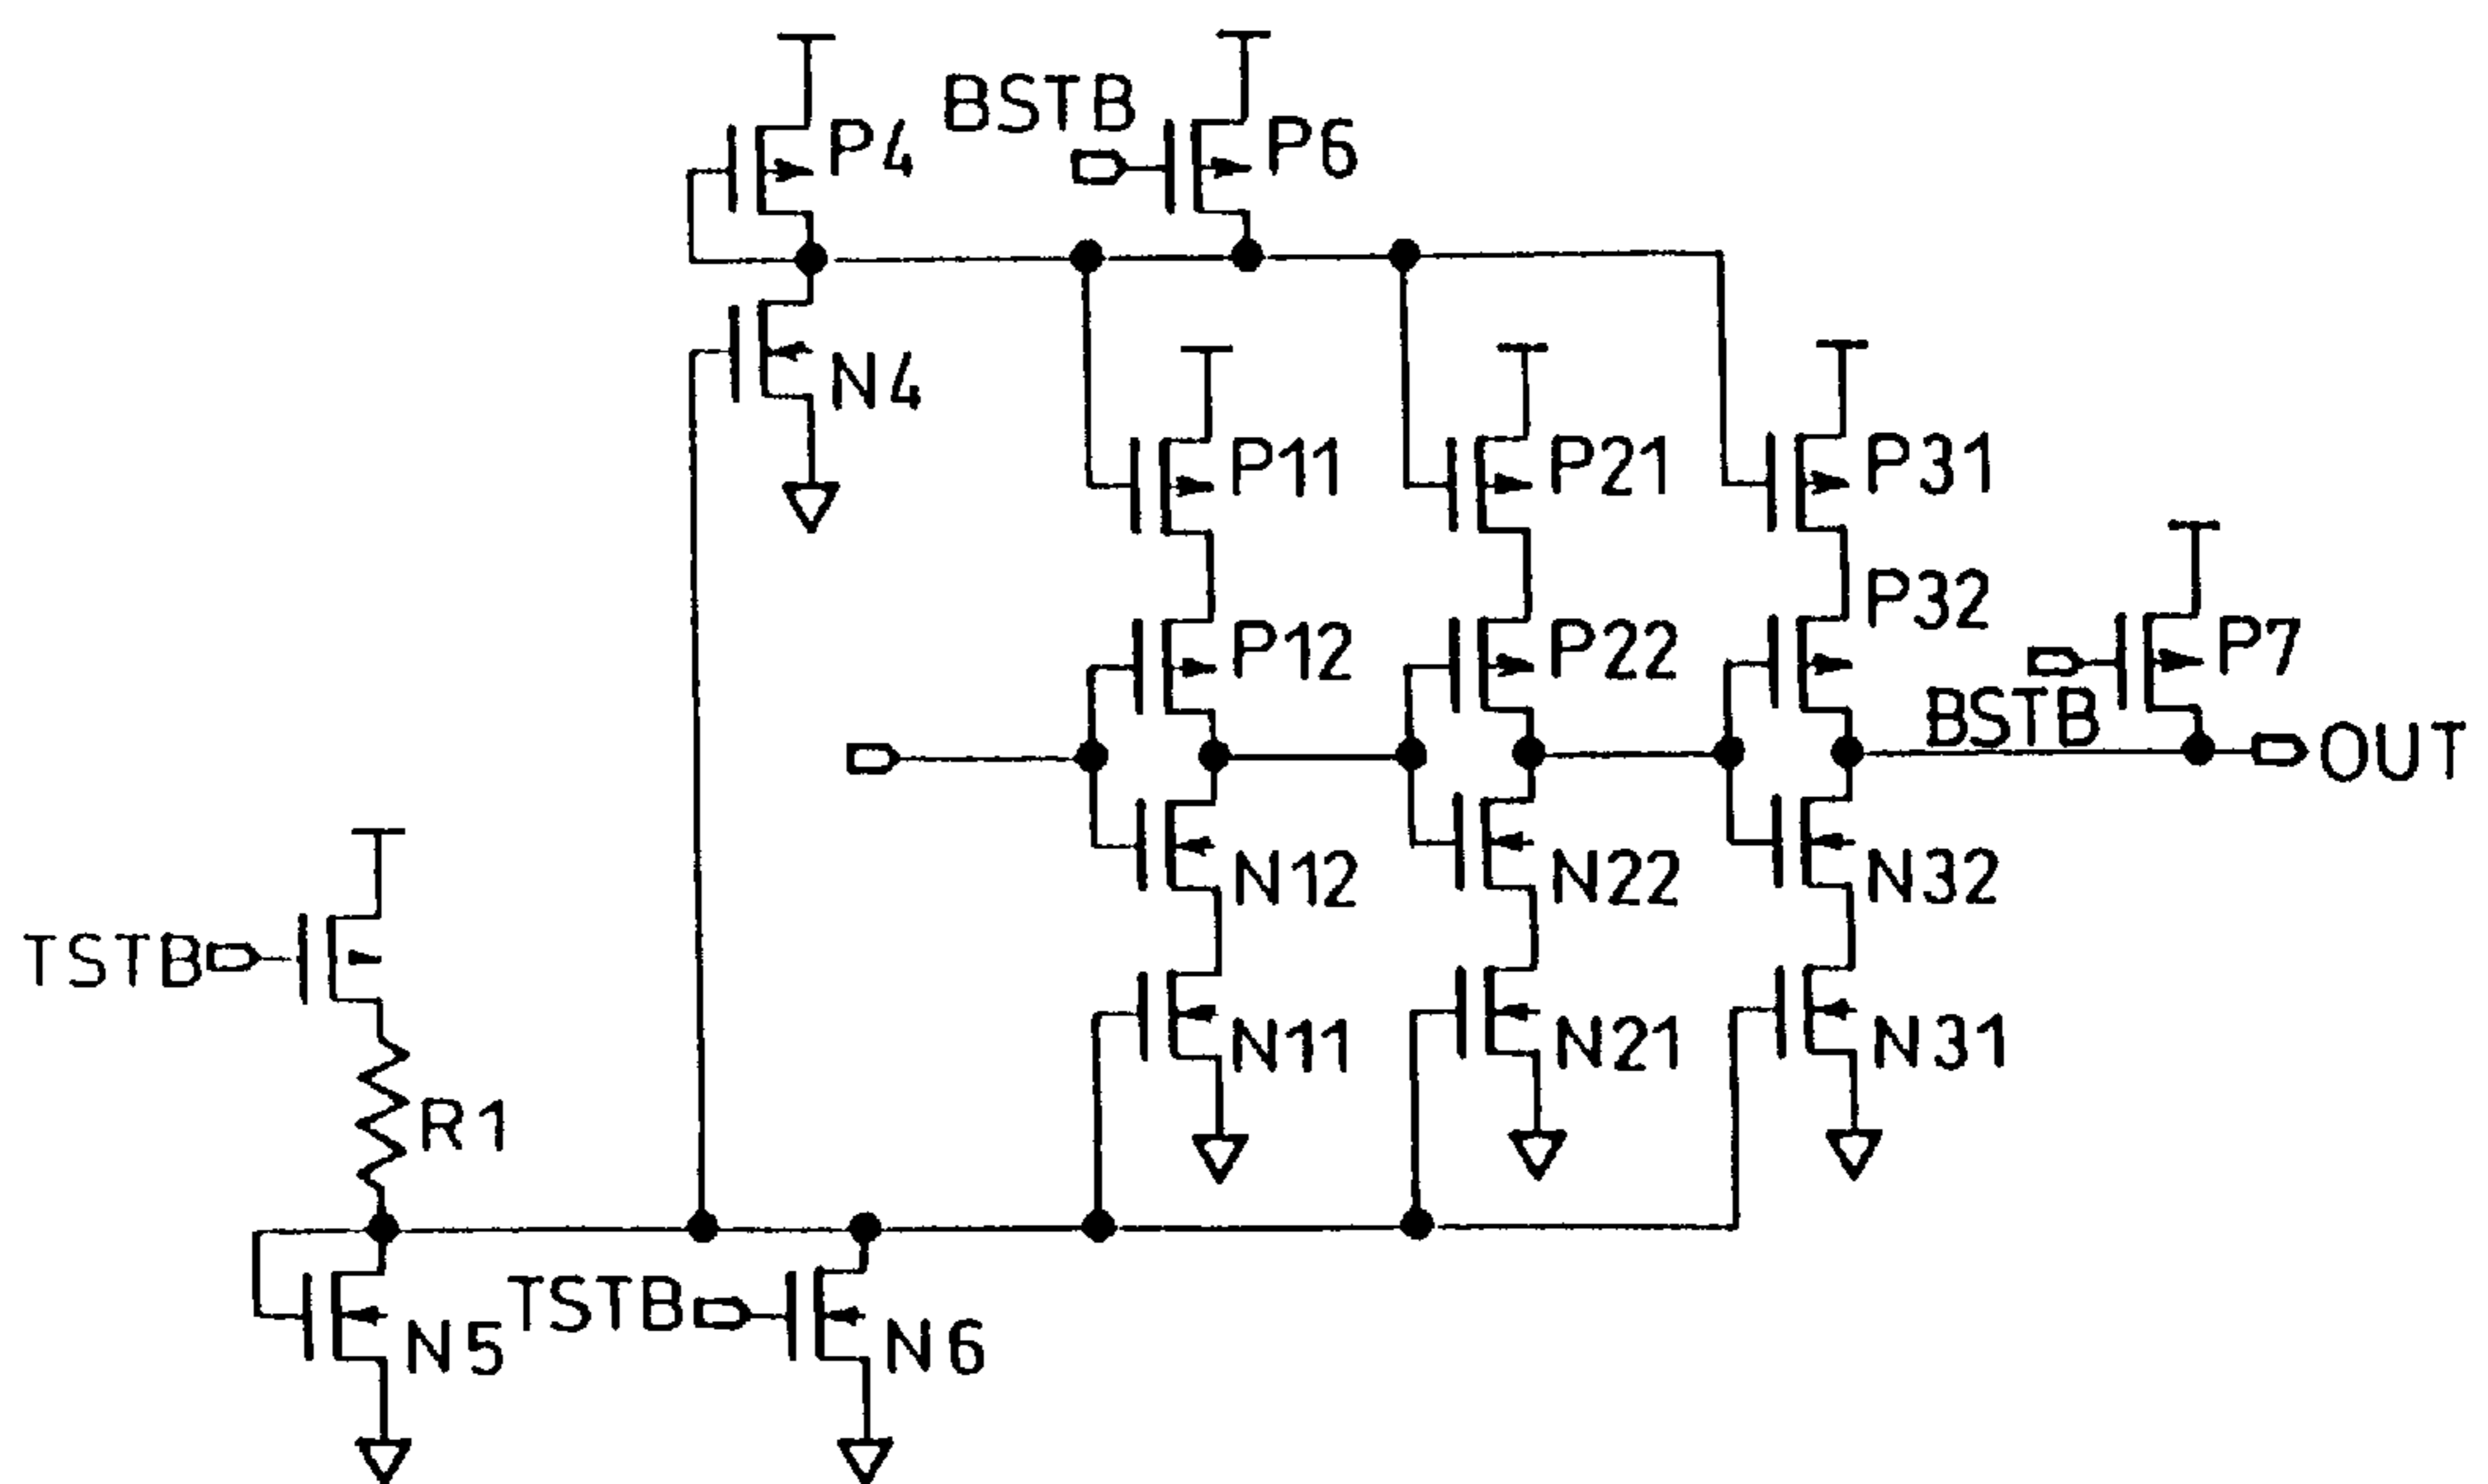 BSTB
P4
P6
N4
P11
P21
P31
P32
P12
P22
P7
BSTB
OUT
N12
N22
N32
TSTB
N11
N21
N31
R1
TSTB
N5
N6